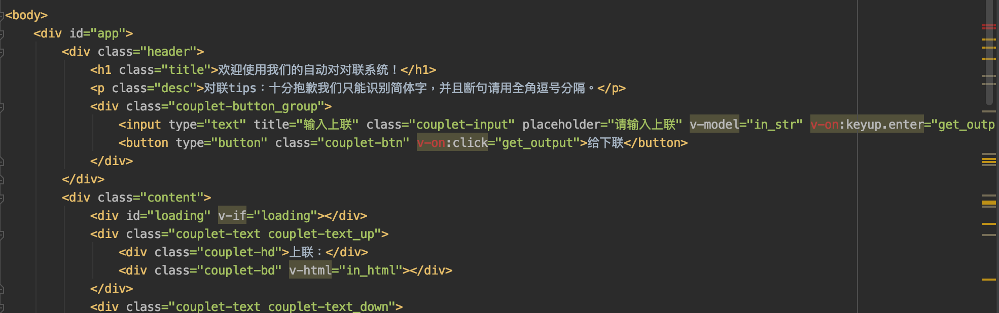 <body>
<div id="app">
<div class="header">
<h1 class="title">欢迎使用我们的自动对对联系统！</h1>
<p class="desc">对联tips：十分抱歉我们只能识别简体字，并且断句请用全角逗号分隔。</p>
<div class="couplet-button_group">
<input type="text" title="输入上联" class="couplet-input" placeholder="请输入上联" v-model="in_str" v-on:keyup.enter="get_outp
<button type="button" class="couplet-btn" v-on:click="get_output">给下联</button>
</div>
</div>
<div class="content">
<div id="loading" v-if="loading"></div>
<div class="couplet-text couplet-text_up">
<div class="couplet-hd">上联：</div>
<div class="couplet-bd" v-html="in_html"></div>
</div>
<div class="couplet-text couplet-text_down">